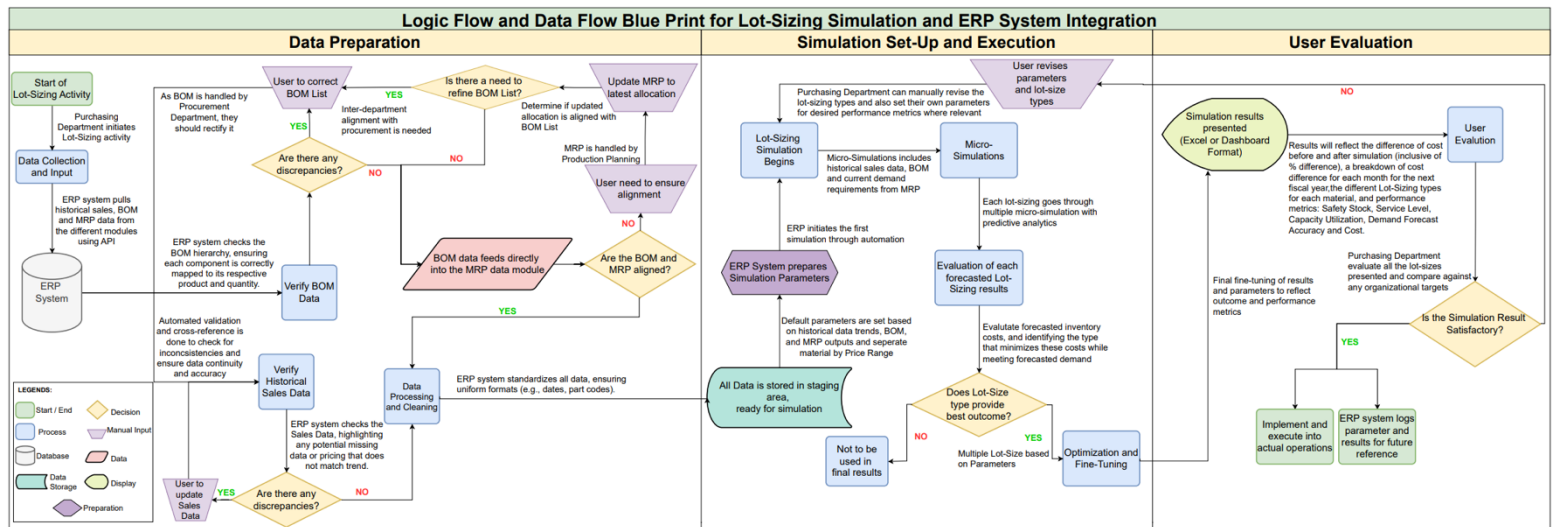 Logic Flow and Data Flow Blue Print for Lot-Sizing Simulation and ERP System Integration
Data Preparation
Simulation Set-Up and Execution
User Evaluation
Start of
Lot-Sizing Activity
Purchasing
Department initiates
Lot-Sizing activity
Data Collection
and Input
ERP system pulls
historical sales, BOM
and MRP data from
the different modules
using API
ERP
System
As BOM is handled by
Procurement
Department, they
should rectify it
User to correct
BOM List
YES
Is there a need to
refine BOM List?
Update MRP to
latest allocation
Inter-department
alignment with
procurement is needed
Determine if updated
allocation is aligned with
BOM List
YES
NO
Are there any
discrepancies?
NO
MRP is handled by
Production Planning
User need to ensure
alignment
NO
ERP system checks the
BOM hierarchy, ensuring
each component is correctly
mapped to its respective
product and quantity.
Verify BOM
Data
BOM data feeds directly
into the MRP data module
Are the BOM and
MRP aligned?
YES
Automated validation
and cross-reference is
done to check for
inconcsistencies and
ensure data continuity
and accuracy
Verify
Historical
Sales Data
Data
Processing
and Cleaning
ERP system standardizes all data, ensuring
uniform formats (e.g., dates, part codes).
ERP system checks the
Sales Data, highlighting
any potential missing
data or pricing that does
not match trend.
User to
update
Sales
Data
YES
Are there any
discrepancies?
NO
LEGENDS:
Start / End
Decision
Process
Manual Input
Database
Data
Data
Storage
Display
Preparation
User revises
parameters
and lot-size
types
Purchasing Department can manually revise the
lot-sizing types and also set their own parameters
for desired performance metrics where relevant
Lot-Sizing
Simulation
Begins
Micro-Simulations includes
historical sales data, BOM
and current demand
requirements from MRP
Micro-
Simulations
ERP initiates the first
simulation through automation
Each lot-sizing goes through
multiple micro-simulation with
predictive analytics
ERP System prepares
Simulation Parameters
Evaluation of each
forecasted Lot-
Sizing results
Default parameters are set based
on historical data trends, BOM,
and MRP outputs and seperate
material by Price Range
Evalutate forecasted inventory
costs, and identifying the type
that minimizes these costs while
meeting forecasted demand
All Data is stored in staging
area,
ready for simulation
Does Lot-Size
type provide
best outcome?
NO
YES
Not to be
used in
final results
Multiple Lot-Size based
on Parameters
Optimization and
Fine-Tuning
NO
Simulation results
presented
(Excel or Dashboard
Format)
User
Evalution
Results will reflect the difference of cost
before and after simulation (inclusive of
% difference), a breakdown of cost
difference for each month for the next
fiscal year,the different Lot-Sizing types
for each material, and performance
metrics: Safety Stock, Service Level,
Capacity Utilization, Demand Forecast
Accuracy and Cost.
Final fine-tuning of results
and parameters to reflect
outcome and performance
metrics
Purchasing Department
evaluate all the lot-sizes
presented and compare against
any organizational targets
Is the Simulation Result
Satisfactory?
YES
Implement and
execute into
actual operations
ERP system logs
parameter and
results for future
reference